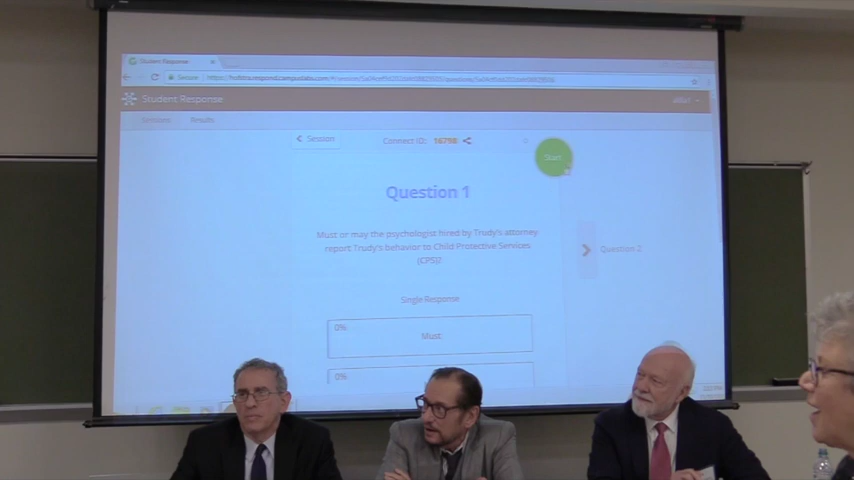 Student Response
Secure
Student Response
Sessions
Results
Session
Connect ID: 16798
Start
Question 1
Must or may the psychologist hired by Trudy's attorney
report Trudy's behavior to Child Protective Services
(CPS)?
Question 2
Single Response
0%
Must
0%